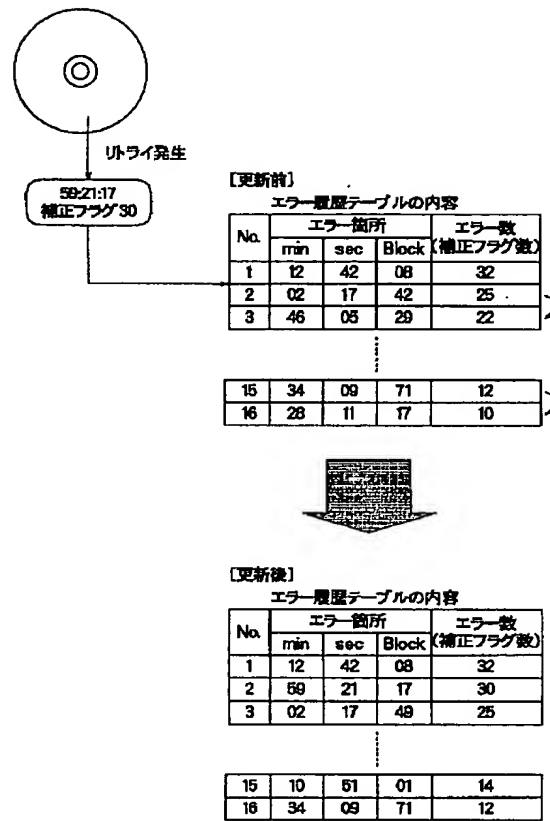 リトライ発生
59:21:17
補正フラグ30
[更新前]
エラー履歴テーブルの内容
No. エラー箇所 エラー数
min sec Block (補正フラグ数)
1 12 42 08 32
2 02 17 42 25
3 46 05 29 22
15 34 09 71 12
16 28 11 17 10
[更新後]
エラー履歴テーブルの内容
No. エラー箇所 エラー数
min sec Block (補正フラグ数)
1 12 42 08 32
2 59 21 17 30
3 02 17 49 25
15 10 51 01 14
16 34 09 71 12